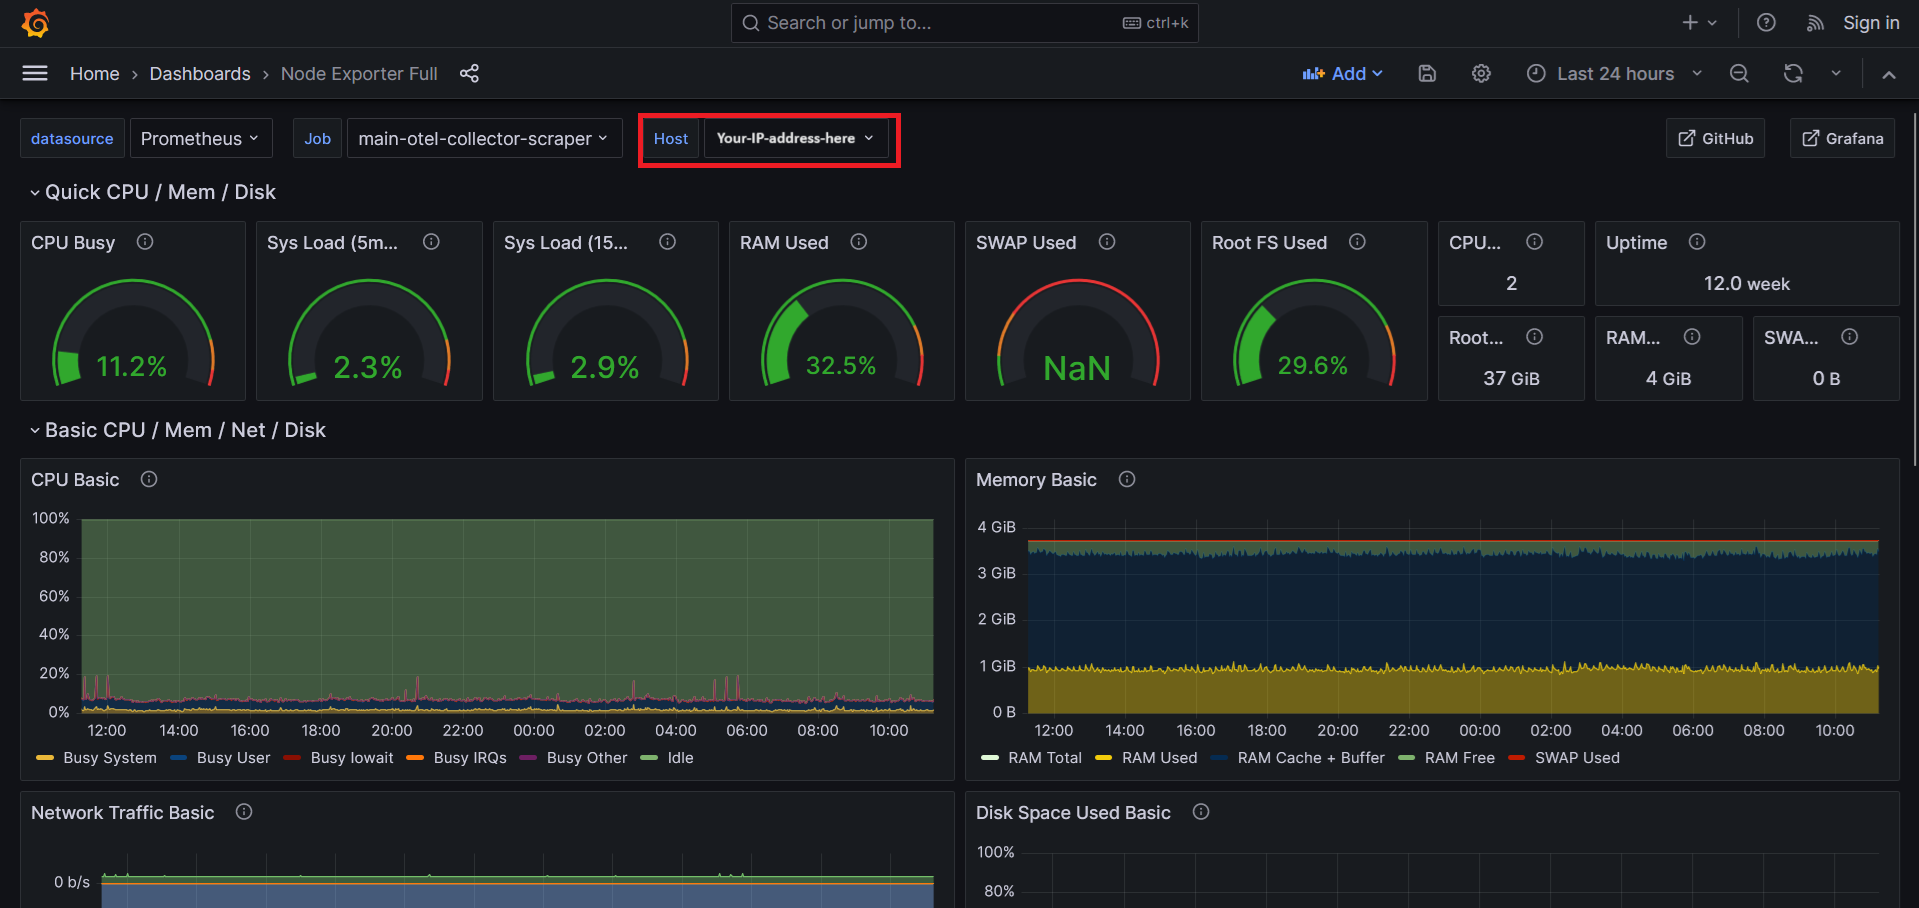 Search or jump to... ctrl+k Sign in
Home › Dashboards › Node Exporter Full Add Last 24 hours
datasource Prometheus Job main-otel-collector-scraper Host Your-IP-address-here GitHub Grafana
Quick CPU / Mem / Disk
CPU Busy Sys Load (5m... Sys Load (15... RAM Used SWAP Used Root FS Used CPU... Uptime
2 12.0 week
Root... RAM... SWA...
11.2% 2.3% 2.9% 32.5% NaN 29.6% 37 GiB 4 GiB 0 B
Basic CPU / Mem / Net / Disk
CPU Basic
100%
80%
60%
40%
20%
0%
12:00 14:00 16:00 18:00 20:00 22:00 00:00 02:00 04:00 06:00 08:00 10:00
Busy System Busy User Busy Iowait Busy IRQs Busy Other Idle
Memory Basic
4 GiB
3 GiB
2 GiB
1 GiB
0 B
12:00 14:00 16:00 18:00 20:00 22:00 00:00 02:00 04:00 06:00 08:00 10:00
RAM Total RAM Used RAM Cache + Buffer RAM Free SWAP Used
Network Traffic Basic
0 b/s
Disk Space Used Basic
100%
80%